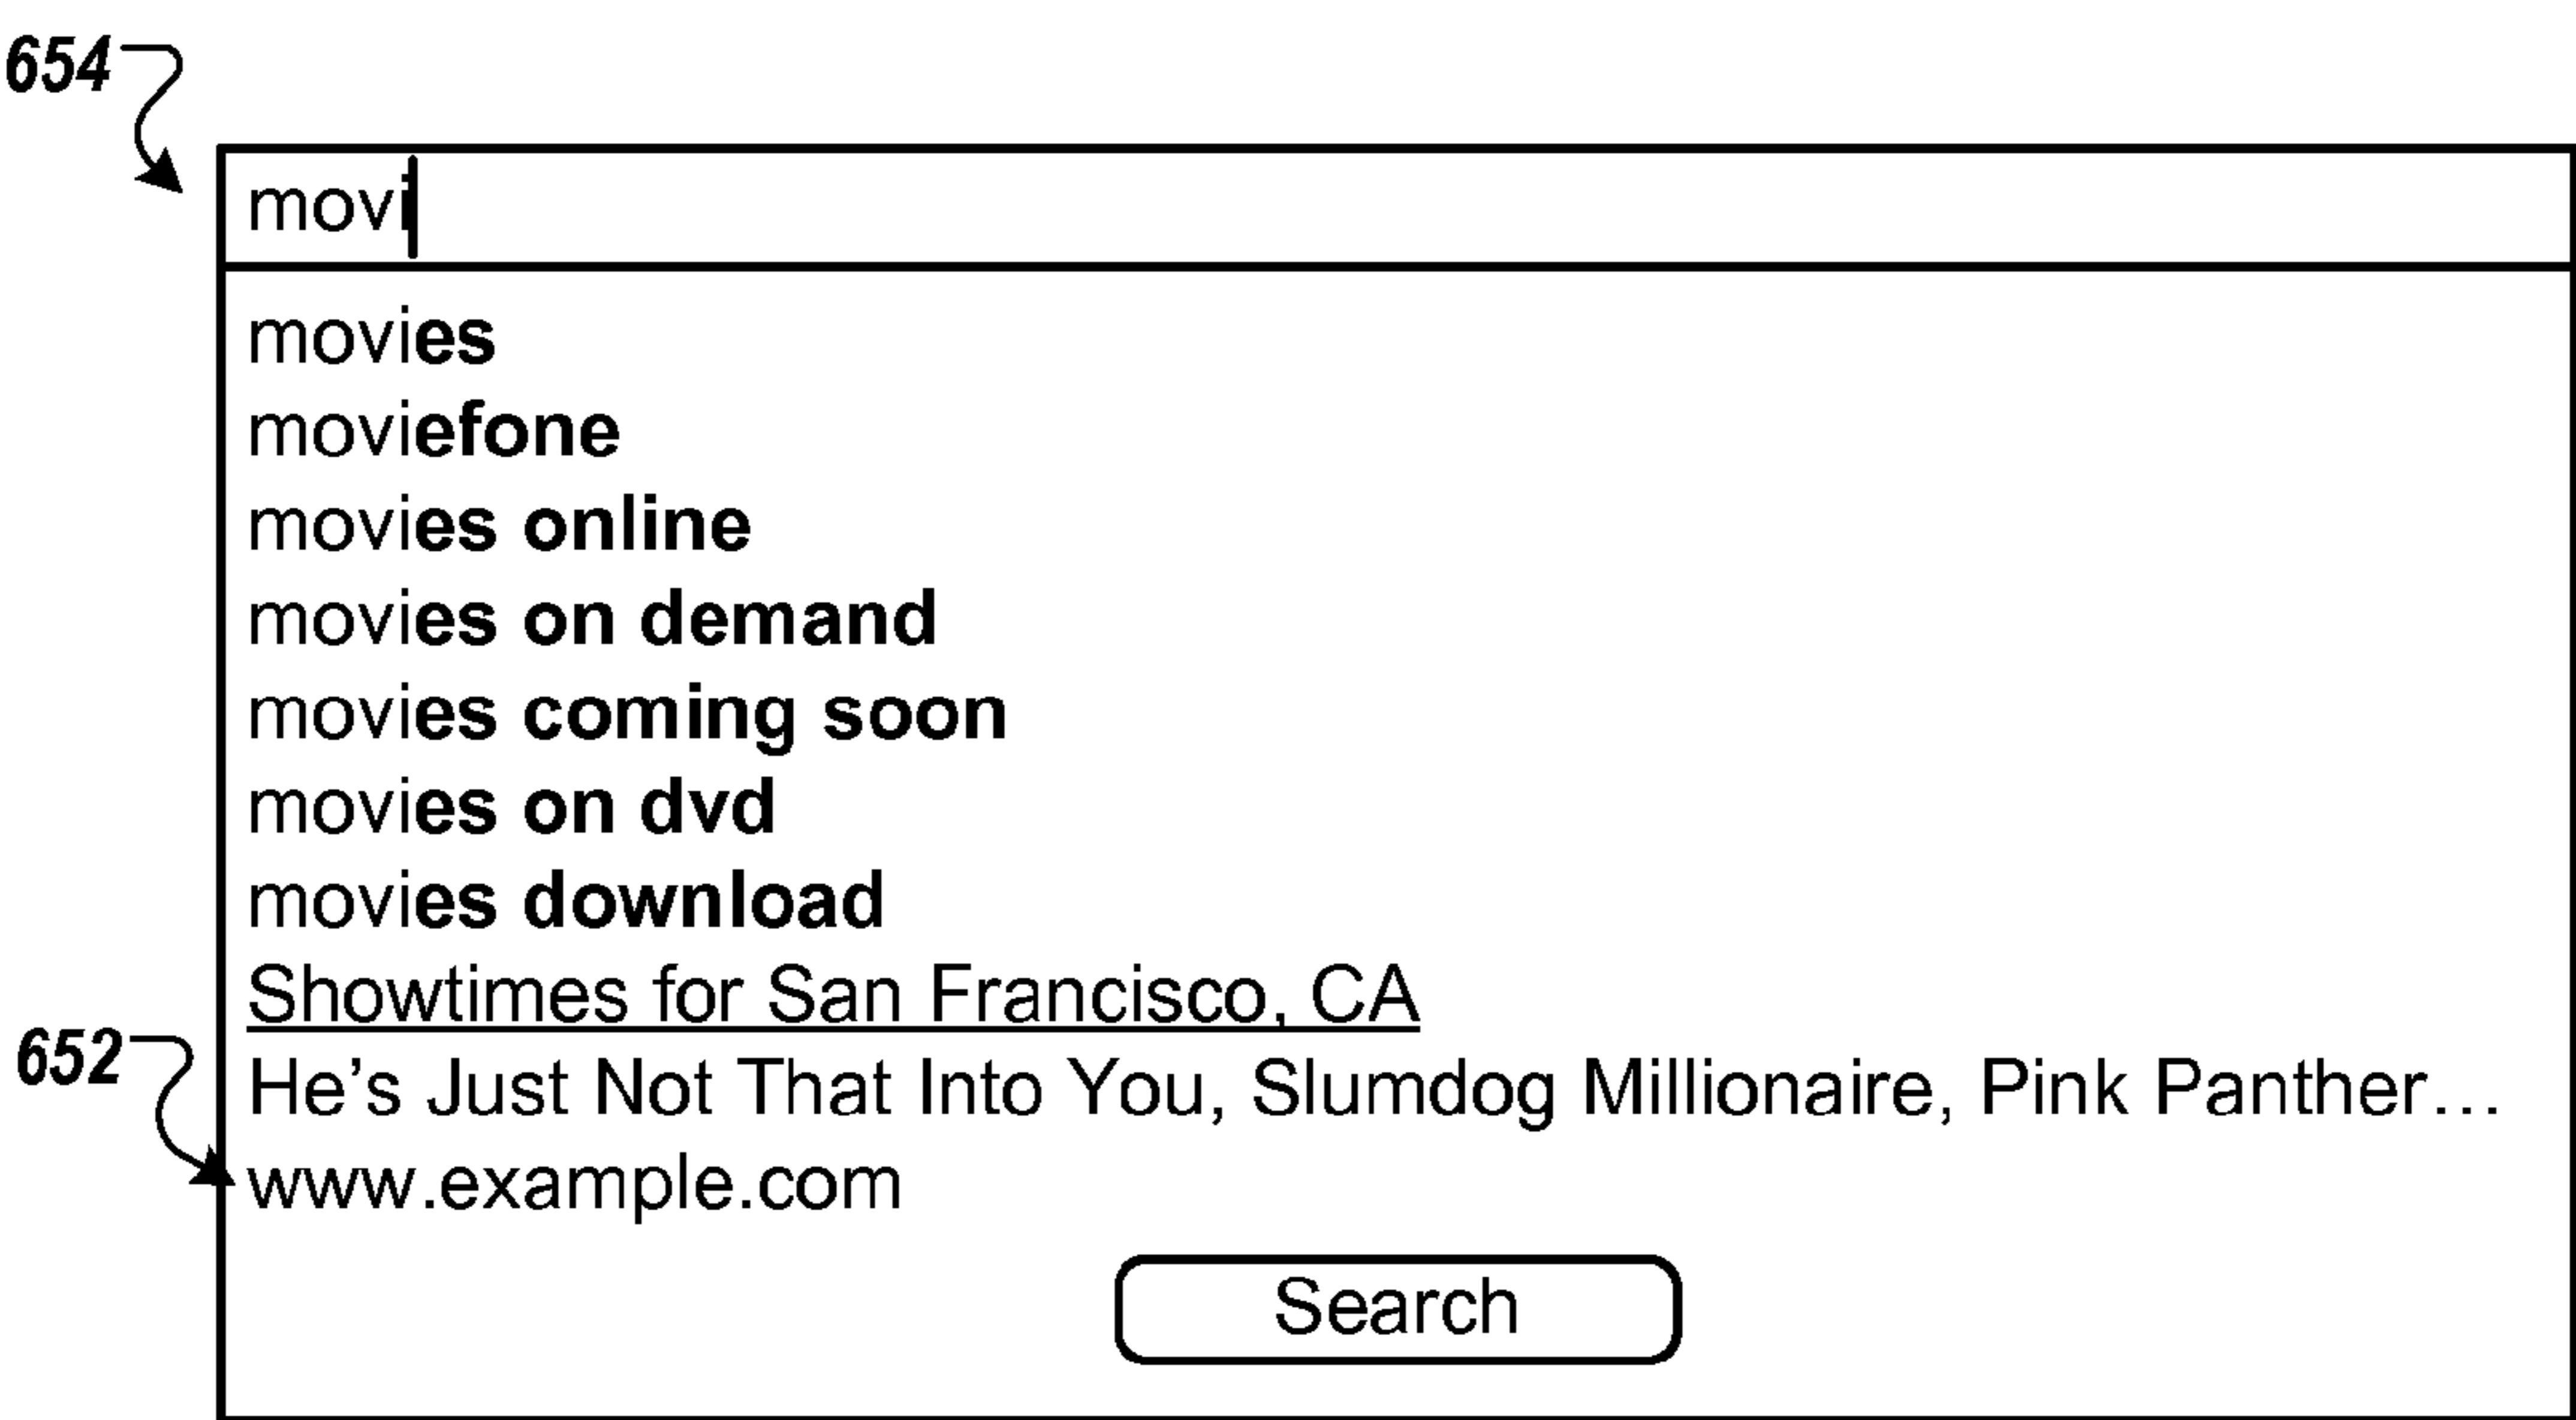 654
movi
movies
moviefone
movies online
movies on demand
movies coming soon
movies on dvd
movies download
Showtimes for San Francisco, CA
652
He’s Just Not That Into You, Slumdog Millionaire, Pink Panther…
www.example.com
Search